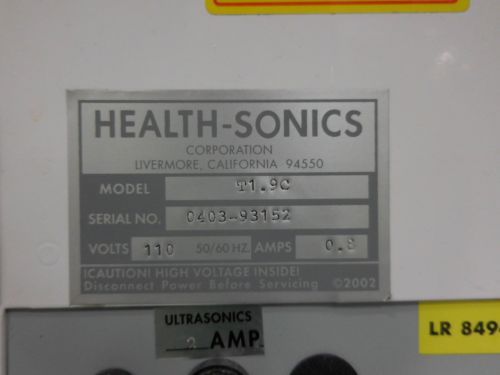 HEALTH-SONICS
CORPORATION
LIVERMORE, CALIFORNIA 94550
MODEL T1.9C
SERIAL NO. 0403-93152
VOLTS 110 50/60 HZ. AMPS 0.8
!CAUTION! HIGH VOLTAGE INSIDE!
Disconnect Power Before Servicing ©2002
ULTRASONICS
AMP.
LR 849